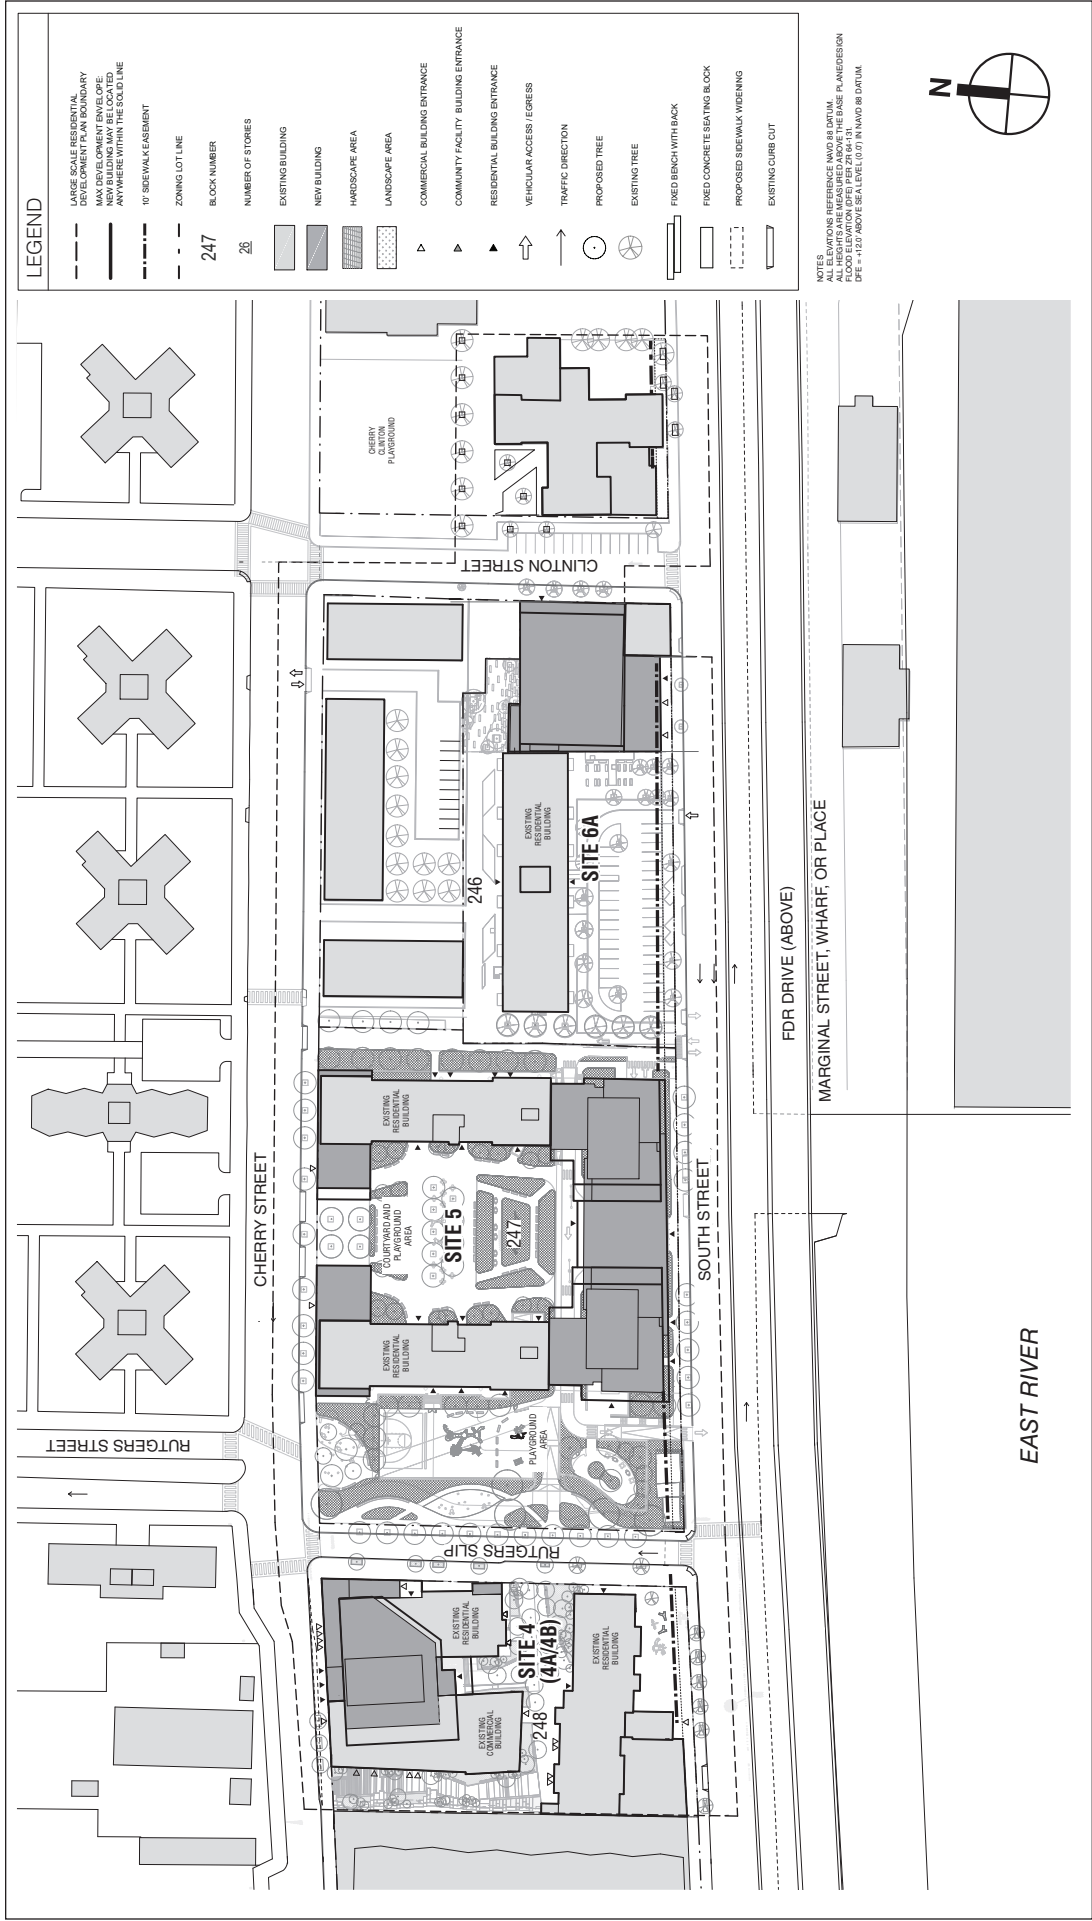 LEGEND
LARGE SCALE RESIDENTIAL
DEVELOPMENT PLAN BOUNDARY
MAX DEVELOPMENT ENVELOPE:
NEW BUILDING MAY BE LOCATED
ANYWHERE WITHIN THE SOLID LINE
10' SIDEWALK EASEMENT
ZONING LOT LINE
247
BLOCK NUMBER
26
NUMBER OF STORIES
EXISTING BUILDING
NEW BUILDING
HARDSCAPE AREA
LANDSCAPE AREA
COMMERCIAL BUILDING ENTRANCE
COMMUNITY FACILITY BUILDING ENTRANCE
RESIDENTIAL BUILDING ENTRANCE
VEHICULAR ACCESS / EGRESS
TRAFFIC DIRECTION
PROPOSED TREE
EXISTING TREE
FIXED BENCH WITH BACK
FIXED CONCRETE SEATING BLOCK
PROPOSED SIDEWALK WIDENING
EXISTING CURB CUT
NOTES
ALL ELEVATIONS REFERENCE NAVD 88 DATUM.
ALL HEIGHTS ARE MEASURED ABOVE THE BASE PLANE/DESIGN
FLOOD ELEVATION (DFE) PER ZR 64-131.
DFE = +12.0' ABOVE SEA LEVEL (0.0') IN NAVD 88 DATUM.
N
CHERRY
CLINTON
PLAYGROUND
CLINTON STREET
EXISTING
RESIDENTIAL
BUILDING
SITE 6A
246
CHERRY STREET
EXISTING
RESIDENTIAL
BUILDING
COURTYARD AND
PLAYGROUND
AREA
SITE 5
247
EXISTING
RESIDENTIAL
BUILDING
SOUTH STREET
FDR DRIVE (ABOVE)
MARGINAL STREET, WHARF, OR PLACE
EAST RIVER
RUTGERS STREET
PLAYGROUND
AREA
RUTGERS SLIP
EXISTING
RESIDENTIAL
BUILDING
SITE 4
(4A/4B)
EXISTING
RESIDENTIAL
BUILDING
EXISTING
COMMERCIAL
BUILDING
248